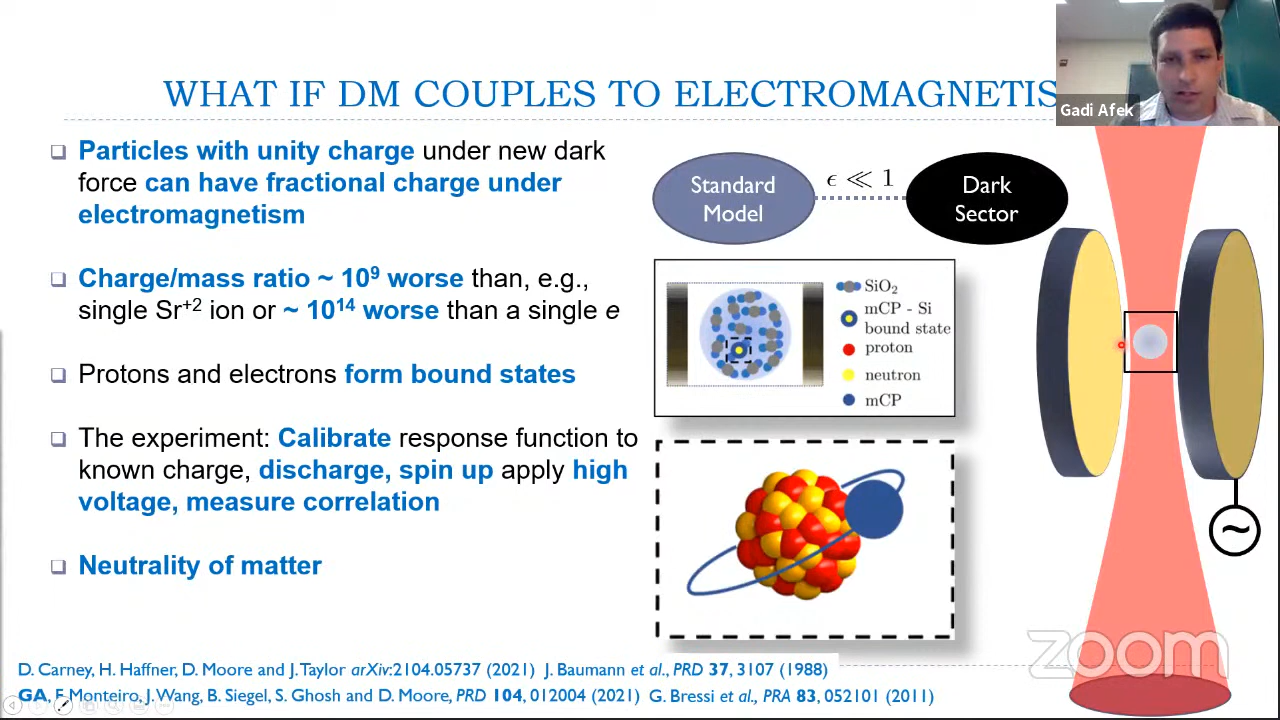 WHAT IF DM COUPLES TO ELECTROMAGNETIS
Gadi Afek
Particles with unity charge under new dark
force can have fractional charge under
electromagnetism
Charge/mass ratio ~ 10⁹ worse than, e.g.,
single Sr⁺² ion or ~ 10¹⁴ worse than a single e
Protons and electrons form bound states
The experiment: Calibrate response function to
known charge, discharge, spin up apply high
voltage, measure correlation
Neutrality of matter
Standard
Model
ϵ ≪ 1
Dark
Sector
SiO₂
mCP - Si
bound state
proton
neutron
mCP
~
zoom
D. Carney, H. Haffner, D. Moore and J. Taylor arXiv:2104.05737 (2021) J. Baumann et al., PRD 37, 3107 (1988)
GA, F. Monteiro, J. Wang, B. Siegel, S. Ghosh and D. Moore, PRD 104, 012004 (2021) G. Bressi et al., PRA 83, 052101 (2011)